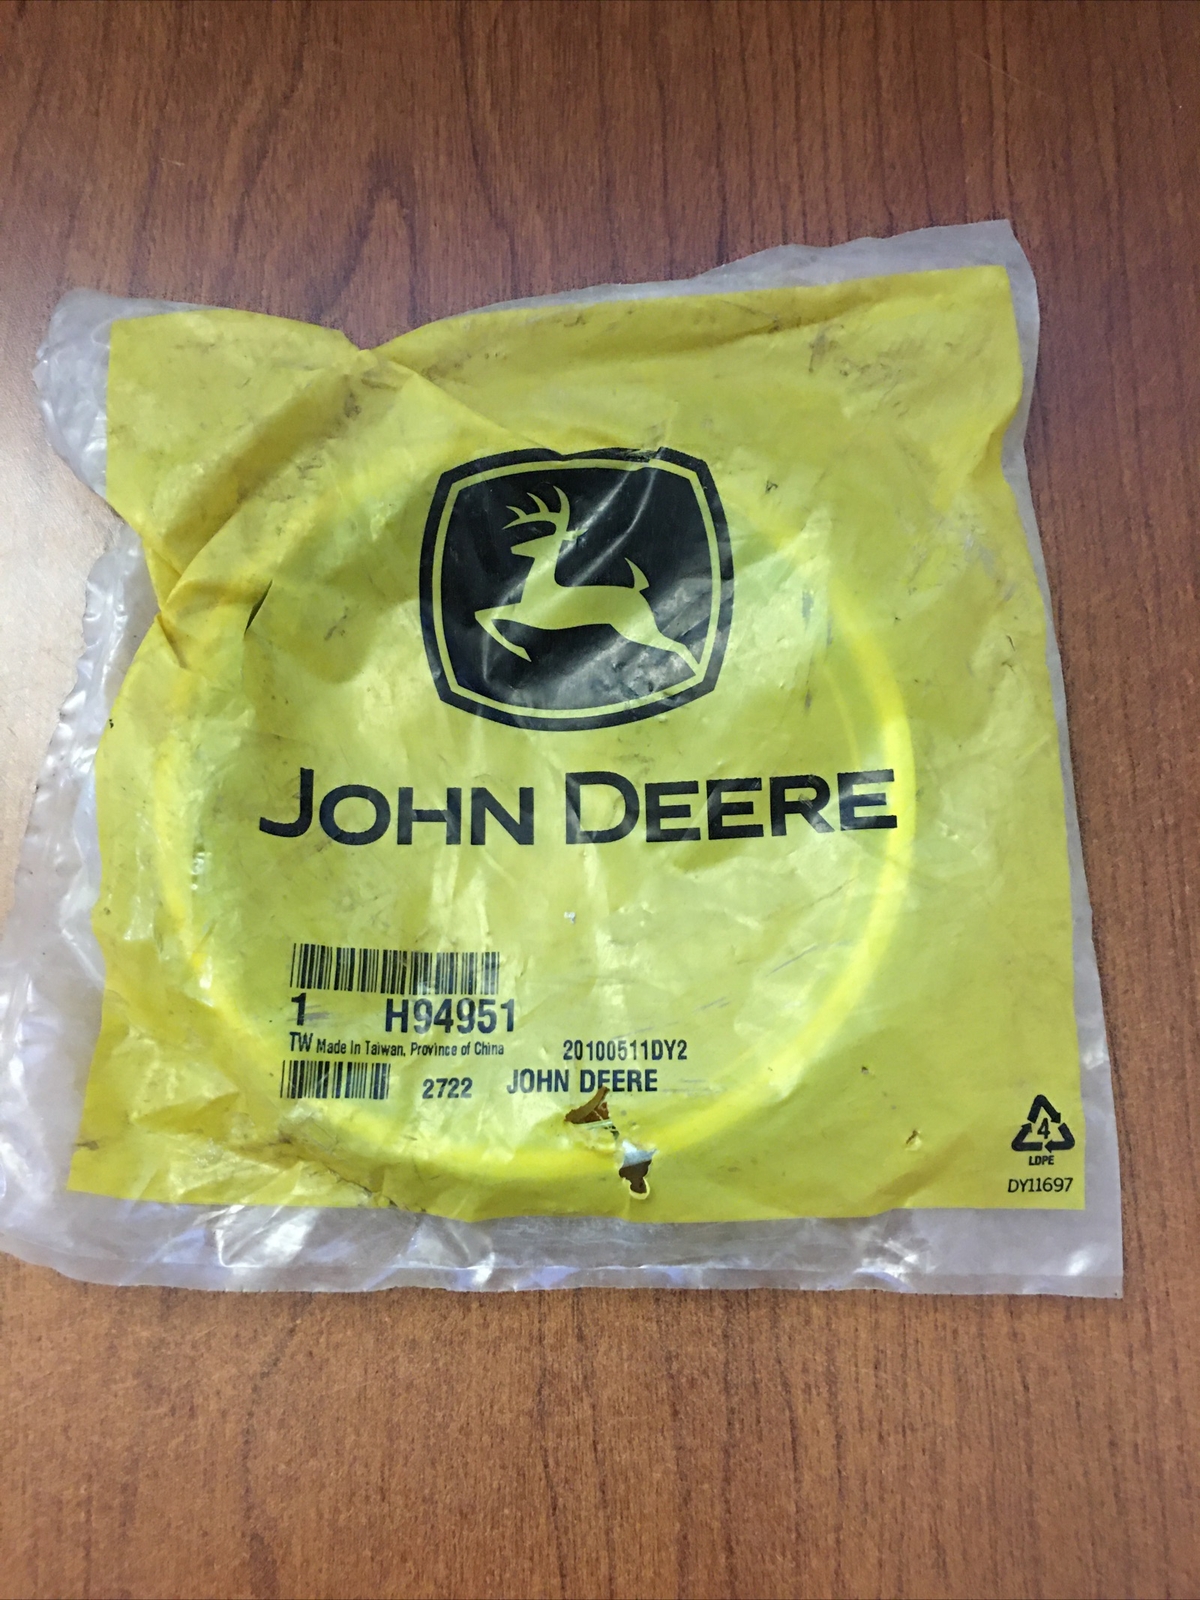 JOHN DEERE
1 H94951
TW Made In Taiwan, Province of China 20100511DY2
2722 JOHN DEERE
4
LDPE
DY11697